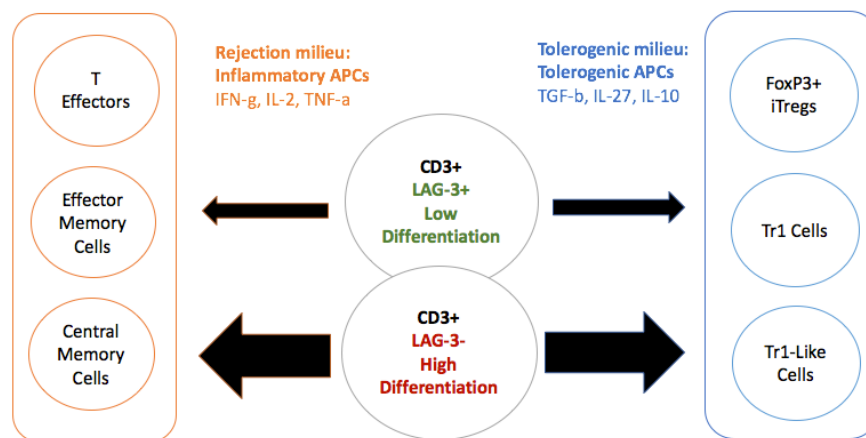 T
Effectors
Effector
Memory
Cells
Central
Memory
Cells
Rejection milieu:
Inflammatory APCs
IFN-g, IL-2, TNF-a
CD3+
LAG-3+
Low
Differentiation
CD3+
LAG-3-
High
Differentiation
Tolerogenic milieu:
Tolerogenic APCs
TGF-b, IL-27, IL-10
FoxP3+
iTregs
Tr1 Cells
Tr1-Like
Cells